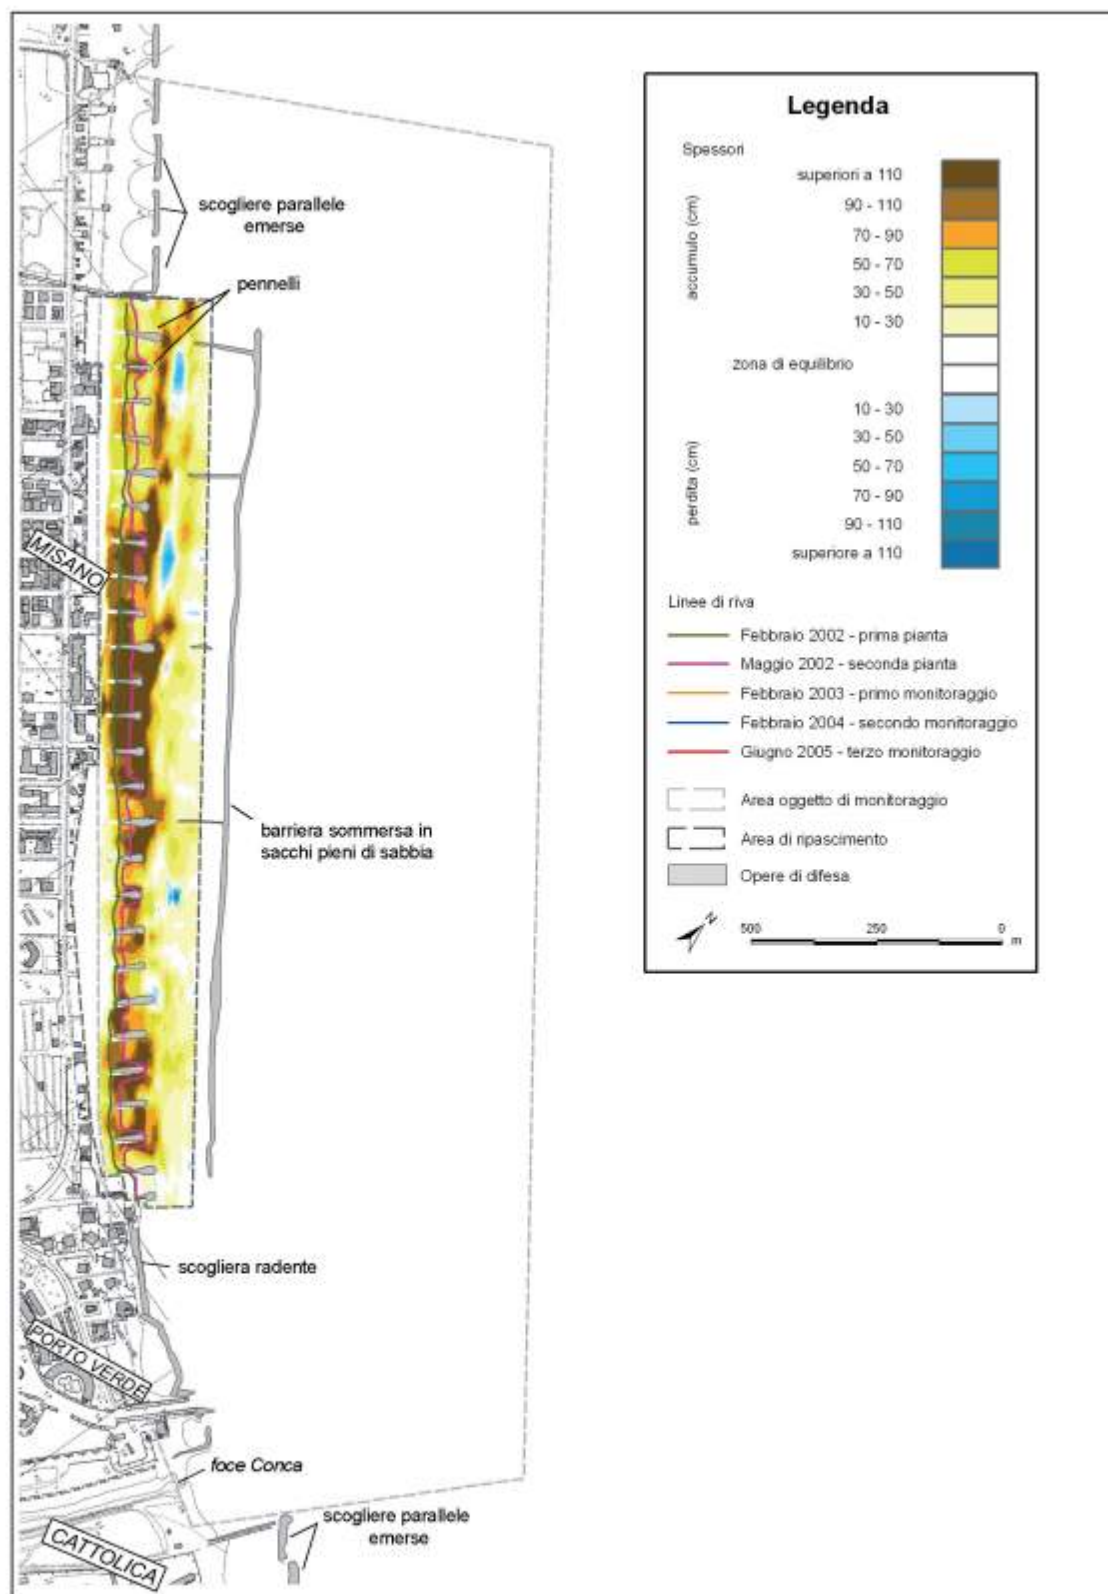 scogliere parallele
emerse
pennelli
MISANO
barriera sommersa in
sacchi pieni di sabbia
scogliera radente
PORTO VERDE
foce Conca
scogliere parallele
emerse
CATTOLICA
Legenda
Spessori
accumulo (cm)
superiori a 110
90 - 110
70 - 90
50 - 70
30 - 50
10 - 30
zona di equilibrio
perdita (cm)
10 - 30
30 - 50
50 - 70
70 - 90
90 - 110
superiore a 110
Linee di riva
Febbraio 2002 - prima pianta
Maggio 2002 - seconda pianta
Febbraio 2003 - primo monitoraggio
Febbraio 2004 - secondo monitoraggio
Giugno 2005 - terzo monitoraggio
Area oggetto di monitoraggio
Area di ripascimento
Opere di difesa
N
500 250 0
m